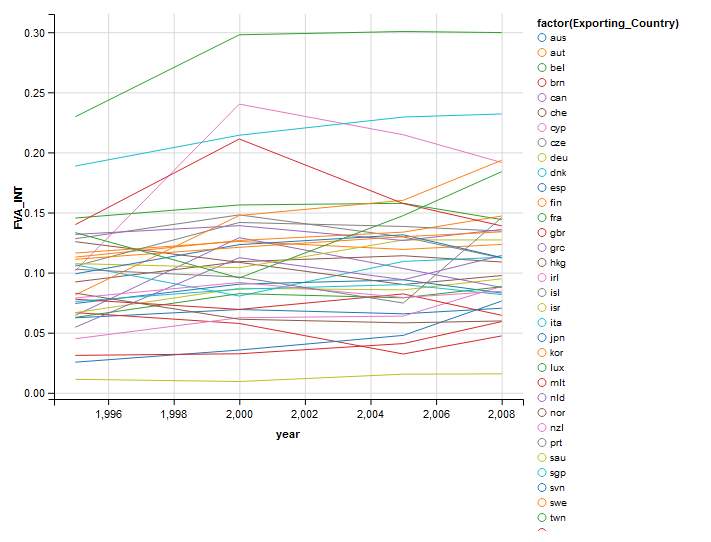 factor(Exporting_Country)
aus
aut
bel
brn
can
che
cyp
cze
deu
dnk
esp
fin
fra
gbr
grc
hkg
irl
isl
isr
ita
jpn
kor
lux
mlt
nld
nor
nzl
prt
sau
sgp
svn
swe
twn
FVA_INT
0.30
0.25
0.20
0.15
0.10
0.05
0.00
1,996
1,998
2,000
2,002
2,004
2,006
2,008
year